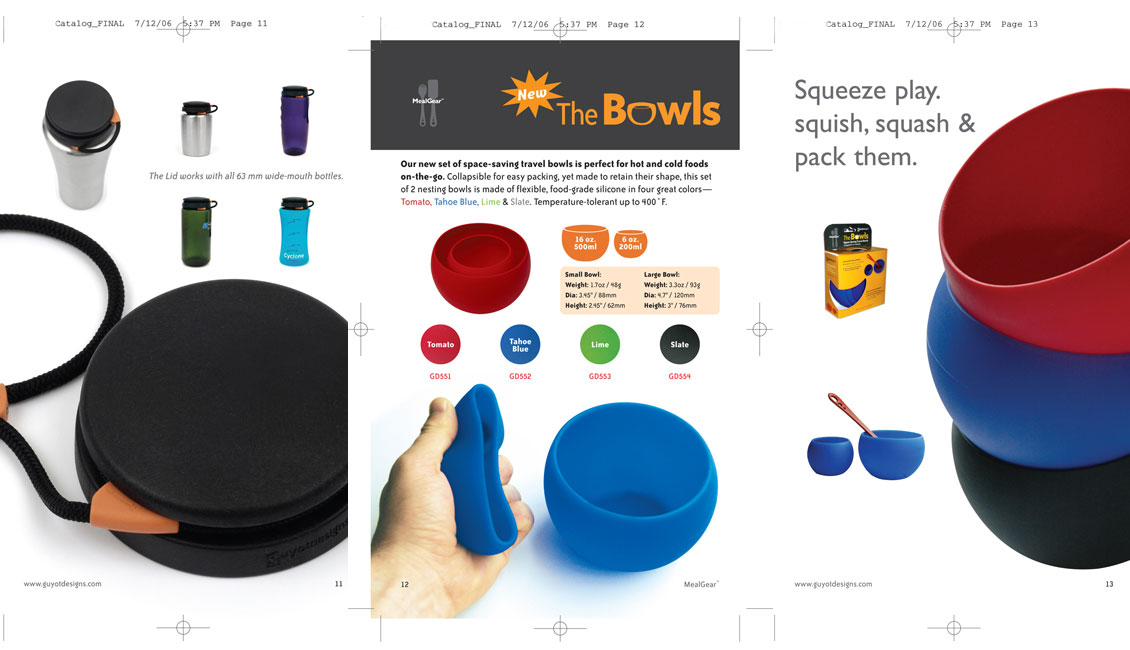 Catalog_FINAL 7/12/06 5:37 PM Page 11
The Lid works with all 63 mm wide-mouth bottles.
Cyclone
guyotdesigns
www.guyotdesigns.com
11
Catalog_FINAL 7/12/06 5:37 PM Page 12
MealGear™
New
The Bowls
Our new set of space-saving travel bowls is perfect for hot and cold foods
on-the-go. Collapsible for easy packing, yet made to retain their shape, this set
of 2 nesting bowls is made of flexible, food-grade silicone in four great colors—
Tomato, Tahoe Blue, Lime & Slate. Temperature-tolerant up to 400˚F.
16 oz.
500ml
6 oz.
200ml
Small Bowl:
Weight: 1.7oz / 48g
Dia: 3.45" / 88mm
Height: 2.45" / 62mm
Large Bowl:
Weight: 3.3oz / 93g
Dia: 4.7" / 120mm
Height: 3" / 76mm
Tomato
Tahoe
Blue
Lime
Slate
GD551
GD552
GD553
GD554
12
MealGear™
Catalog_FINAL 7/12/06 5:37 PM Page 13
Squeeze play.
squish, squash &
pack them.
The Bowls
www.guyotdesigns.com
13